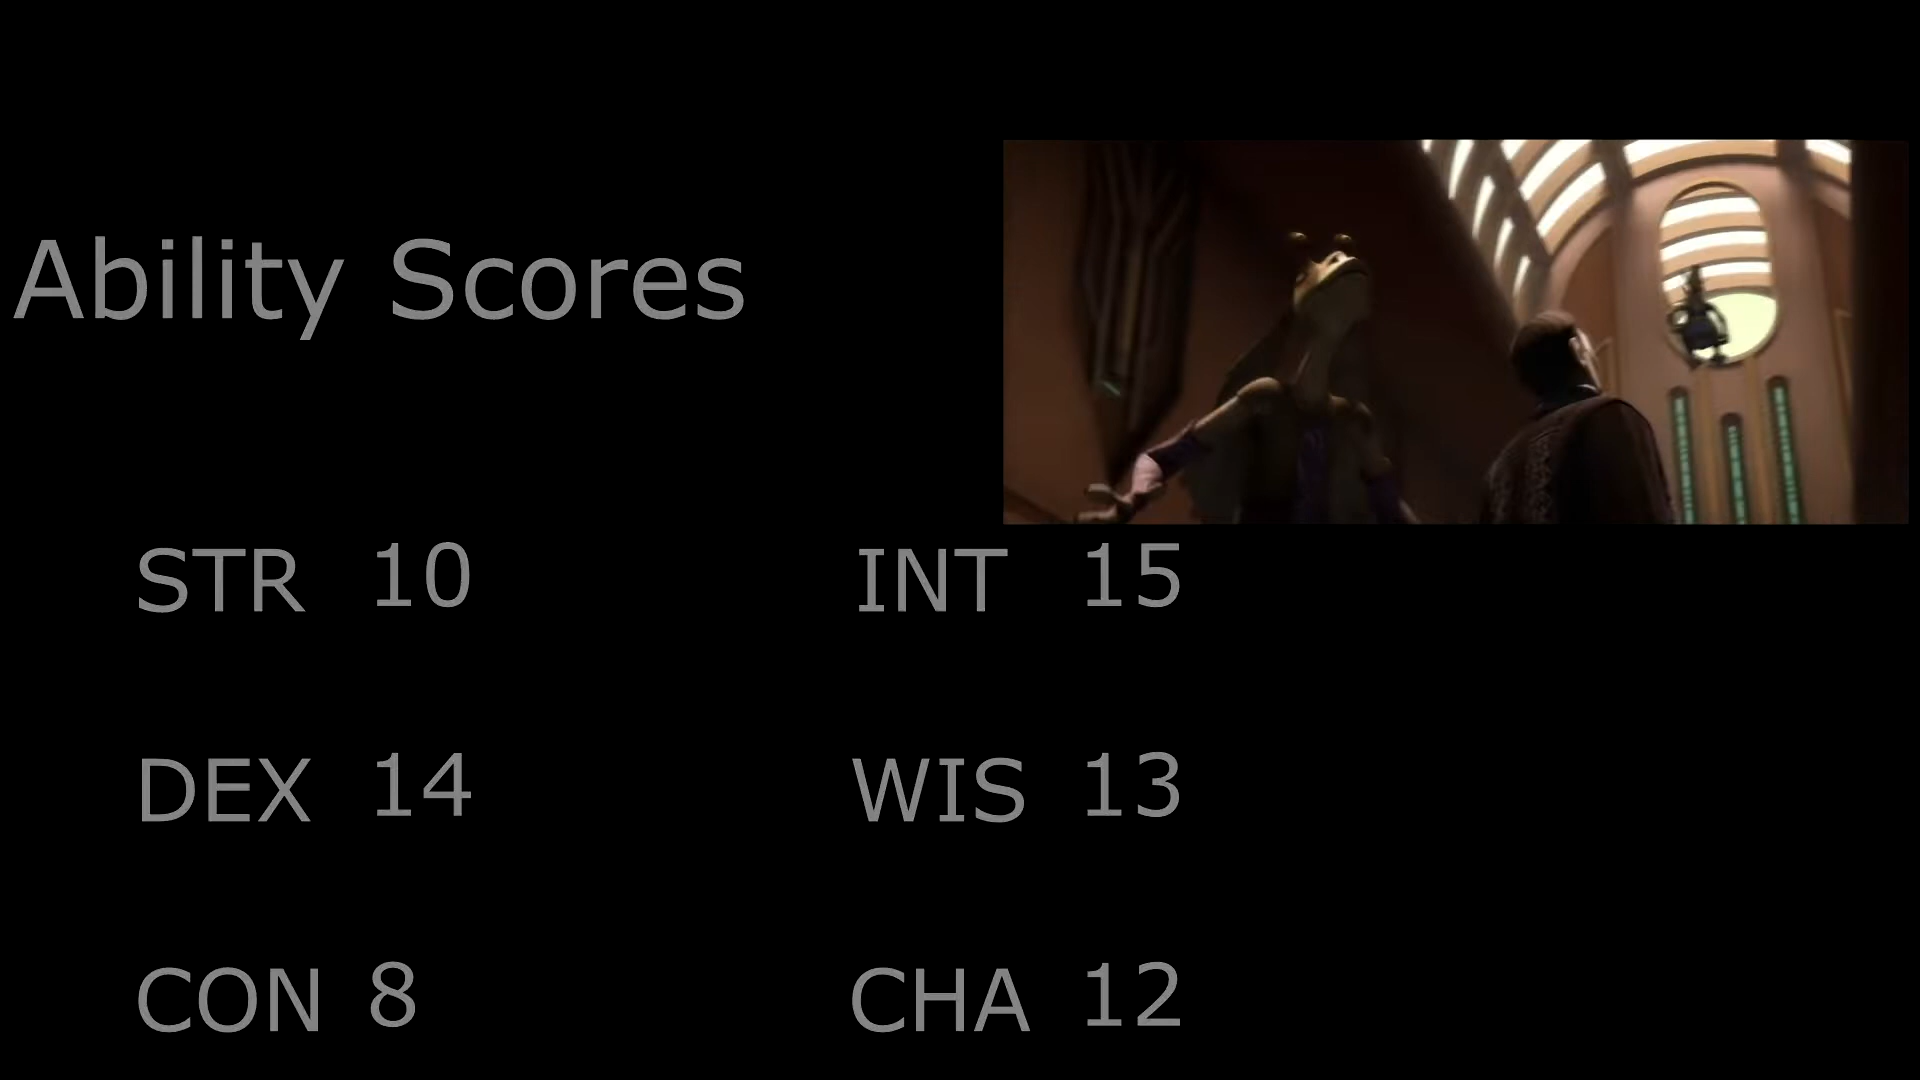 Ability Scores
STR 10 INT 15
DEX 14 WIS 13
CON 8 CHA 12